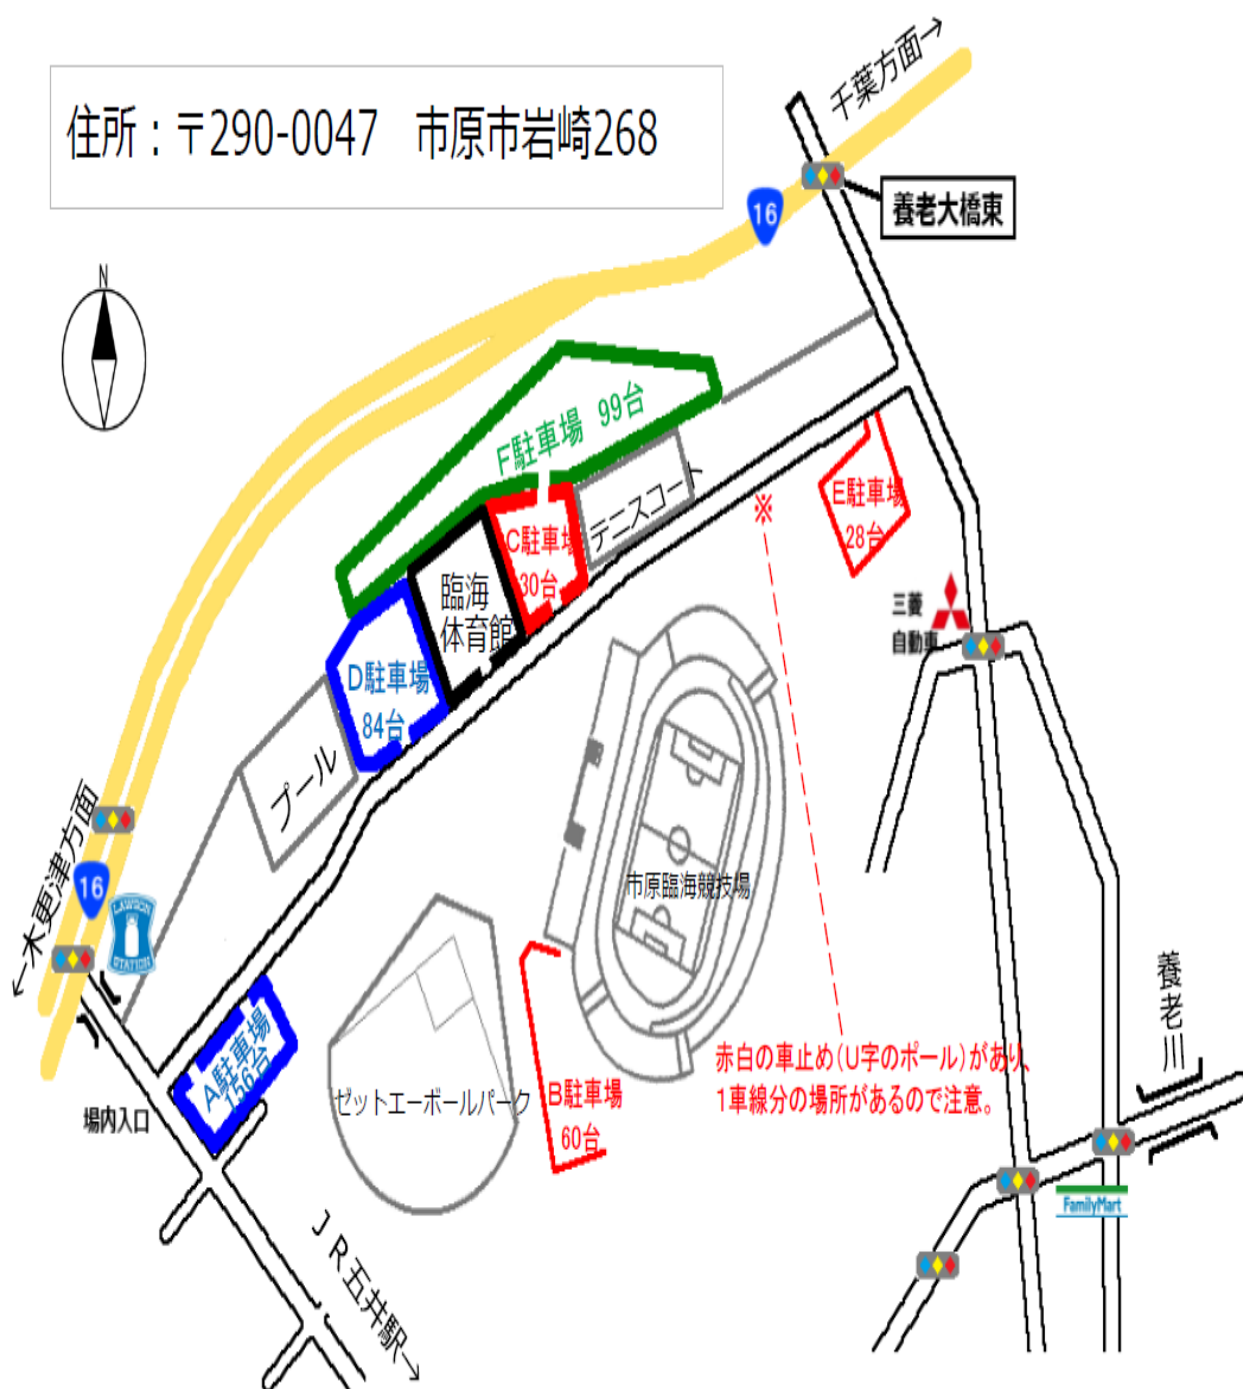 住所：〒290-0047　市原市岩崎268
千葉方面→
16
養老大橋東
N
F駐車場 99台
C駐車場
30台
テニスコート
※
E駐車場
28台
臨海
体育館
D駐車場
84台
三菱
自動車
プール
市原臨海競技場
←木更津方面
16
LAWSON
STATION
A駐車場
156台
場内入口
ゼットエーボールパーク
B駐車場
60台
赤白の車止め（U字のポール）があり、
1車線分の場所があるので注意。
養老川
FamilyMart
ＪＲ五井駅→